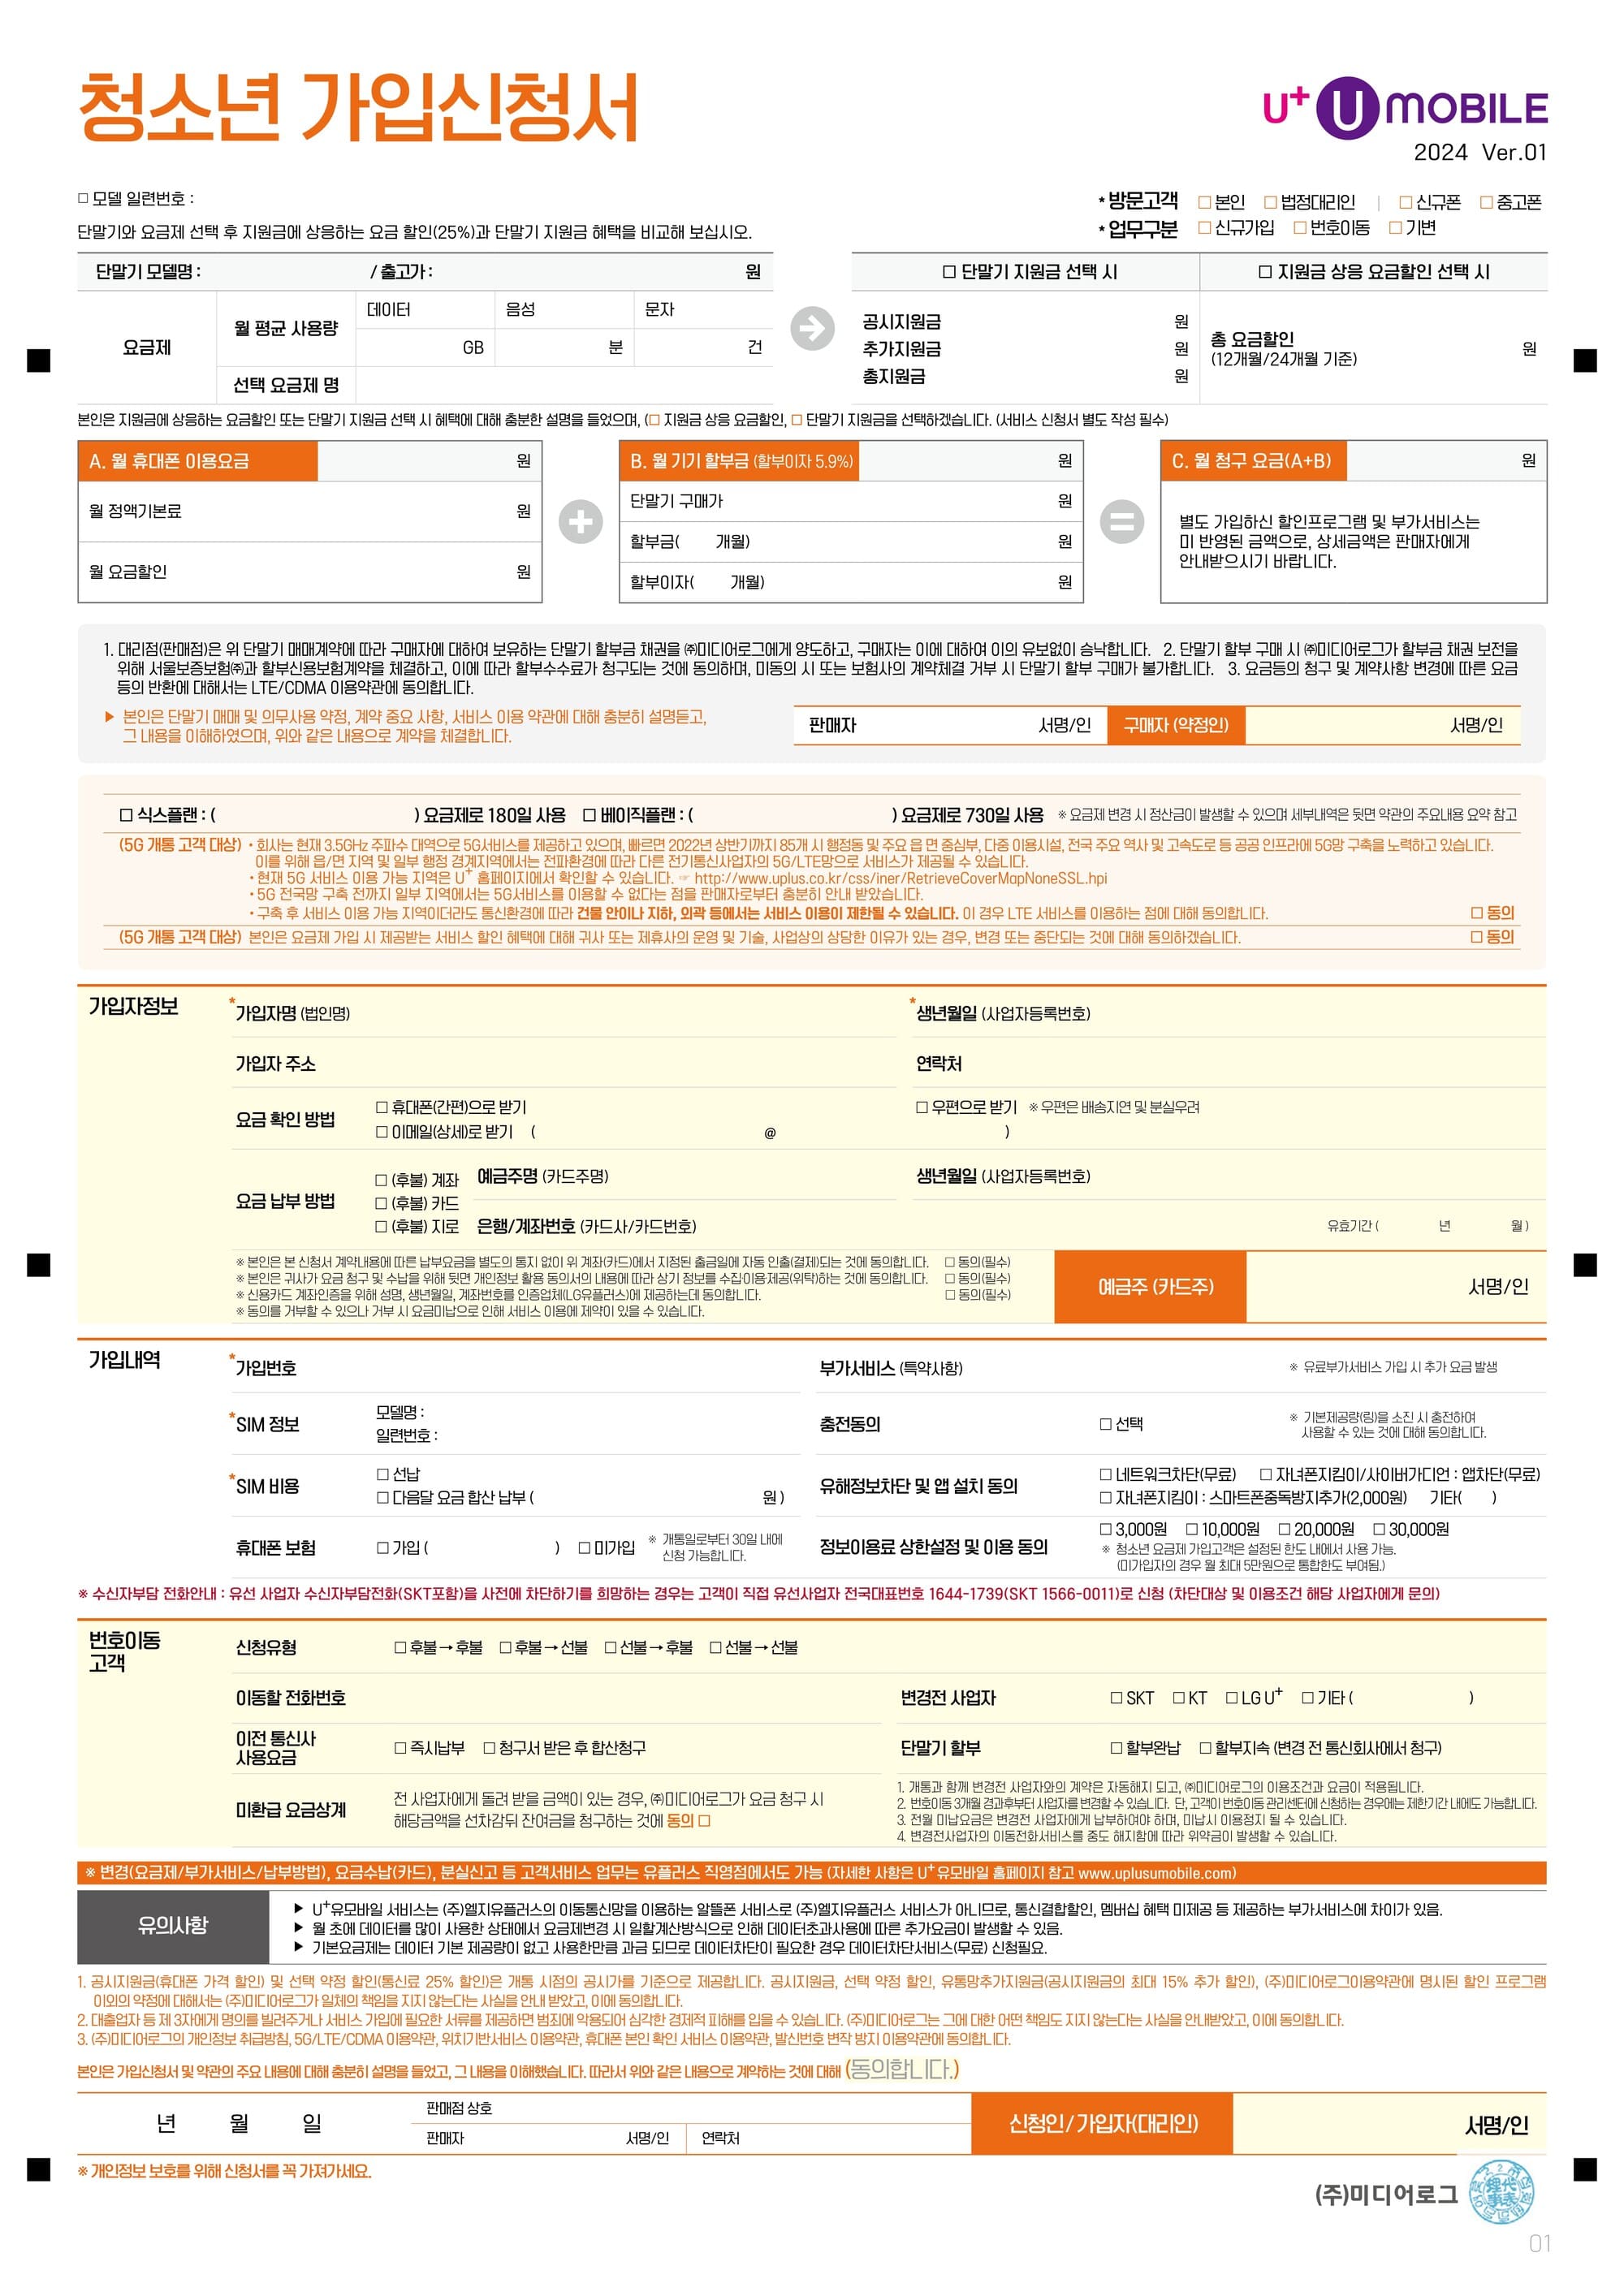 청소년 가입신청서
U+ U MOBILE
2024 Ver.01
□ 모델 일련번호 :
* 방문고객 □ 본인 □ 법정대리인 | □ 신규폰 □ 중고폰
단말기와 요금제 선택 후 지원금에 상응하는 요금 할인(25%)과 단말기 지원금 혜택을 비교해 보십시오.
* 업무구분 □ 신규가입 □ 번호이동 □ 기변
단말기 모델명 : / 출고가 : 원
요금제
월 평균 사용량
데이터 음성 문자
GB 분 건
선택 요금제 명
□ 단말기 지원금 선택 시 □ 지원금 상응 요금할인 선택 시
공시지원금 원
추가지원금 원
총지원금 원
총 요금할인
(12개월/24개월 기준) 원
본인은 지원금에 상응하는 요금할인 또는 단말기 지원금 선택 시 혜택에 대해 충분한 설명을 들었으며, (□ 지원금 상응 요금할인, □ 단말기 지원금을 선택하겠습니다. (서비스 신청서 별도 작성 필수)
A. 월 휴대폰 이용요금 원
월 정액기본료 원
월 요금할인 원
+
B. 월 기기 할부금 (할부이자 5.9%) 원
단말기 구매가 원
할부금( 개월) 원
할부이자( 개월) 원
=
C. 월 청구 요금(A+B) 원
별도 가입하신 할인프로그램 및 부가서비스는
미 반영된 금액으로, 상세금액은 판매자에게
안내받으시기 바랍니다.
1. 대리점(판매점)은 위 단말기 매매계약에 따라 구매자에 대하여 보유하는 단말기 할부금 채권을 ㈜미디어로그에게 양도하고, 구매자는 이에 대하여 이의 유보없이 승낙합니다. 2. 단말기 할부 구매 시 ㈜미디어로그가 할부금 채권 보전을
위해 서울보증보험㈜과 할부신용보험계약을 체결하고, 이에 따라 할부수수료가 청구되는 것에 동의하며, 미동의 시 또는 보험사의 계약체결 거부 시 단말기 할부 구매가 불가합니다. 3. 요금등의 청구 및 계약사항 변경에 따른 요금
등의 반환에 대해서는 LTE/CDMA 이용약관에 동의합니다.
▶ 본인은 단말기 매매 및 의무사용 약정, 계약 중요 사항, 서비스 이용 약관에 대해 충분히 설명듣고,
그 내용을 이해하였으며, 위와 같은 내용으로 계약을 체결합니다.
판매자 서명/인 구매자 (약정인) 서명/인
□ 식스플랜 : ( ) 요금제로 180일 사용 □ 베이직플랜 : ( ) 요금제로 730일 사용 ※ 요금제 변경 시 정산금이 발생할 수 있으며 세부내역은 뒷면 약관의 주요내용 요약 참고
(5G 개통 고객 대상) • 회사는 현재 3.5GHz 주파수 대역으로 5G서비스를 제공하고 있으며, 빠르면 2022년 상반기까지 85개 시 행정동 및 주요 읍 면 중심부, 다중 이용시설, 전국 주요 역사 및 고속도로 등 공공 인프라에 5G망 구축을 노력하고 있습니다.
이를 위해 읍/면 지역 및 일부 행정 경계지역에서는 전파환경에 따라 다른 전기통신사업자의 5G/LTE망으로 서비스가 제공될 수 있습니다.
• 현재 5G 서비스 이용 가능 지역은 U+ 홈페이지에서 확인할 수 있습니다. ☞ http://www.uplus.co.kr/css/iner/RetrieveCoverMapNoneSSL.hpi
• 5G 전국망 구축 전까지 일부 지역에서는 5G서비스를 이용할 수 없다는 점을 판매자로부터 충분히 안내 받았습니다.
• 구축 후 서비스 이용 가능 지역이더라도 통신환경에 따라 건물 안이나 지하, 외곽 등에서는 서비스 이용이 제한될 수 있습니다. 이 경우 LTE 서비스를 이용하는 점에 대해 동의합니다. □ 동의
(5G 개통 고객 대상) 본인은 요금제 가입 시 제공받는 서비스 할인 혜택에 대해 귀사 또는 제휴사의 운영 및 기술, 사업상의 상당한 이유가 있는 경우, 변경 또는 중단되는 것에 대해 동의하겠습니다. □ 동의
가입자정보
* 가입자명 (법인명) * 생년월일 (사업자등록번호)
가입자 주소 연락처
요금 확인 방법
□ 휴대폰(간편)으로 받기 □ 우편으로 받기 ※ 우편은 배송지연 및 분실우려
□ 이메일(상세)로 받기 ( @ )
요금 납부 방법
□ (후불) 계좌
□ (후불) 카드
□ (후불) 지로
예금주명 (카드주명) 생년월일 (사업자등록번호)
은행/계좌번호 (카드사/카드번호) 유효기간 ( 년 월 )
※ 본인은 본 신청서 계약내용에 따른 납부요금을 별도의 통지 없이 위 계좌(카드)에서 지정된 출금일에 자동 인출(결제)되는 것에 동의합니다. □ 동의(필수)
※ 본인은 귀사가 요금 청구 및 수납을 위해 뒷면 개인정보 활용 동의서의 내용에 따라 상기 정보를 수집이용제공(위탁)하는 것에 동의합니다. □ 동의(필수)
※ 신용카드 계좌인증을 위해 성명, 생년월일, 계좌번호를 인증업체(LG유플러스)에 제공하는데 동의합니다. □ 동의(필수)
※ 동의를 거부할 수 있으나 거부 시 요금미납으로 인해 서비스 이용에 제약이 있을 수 있습니다.
예금주 (카드주) 서명/인
가입내역
* 가입번호 부가서비스 (특약사항) ※ 유료부가서비스 가입 시 추가 요금 발생
* SIM 정보
모델명 :
일련번호 :
충전동의 □ 선택
※ 기본제공량(링)을 소진 시 충전하여
사용할 수 있는 것에 대해 동의합니다.
* SIM 비용
□ 선납
□ 다음달 요금 합산 납부 ( 원 )
유해정보차단 및 앱 설치 동의
□ 네트워크차단(무료) □ 자녀폰지킴이/사이버가디언 : 앱차단(무료)
□ 자녀폰지킴이 : 스마트폰중독방지추가(2,000원) 기타( )
휴대폰 보험 □ 가입 ( ) □ 미가입
※ 개통일로부터 30일 내에
신청 가능합니다.
정보이용료 상한설정 및 이용 동의
□ 3,000원 □ 10,000원 □ 20,000원 □ 30,000원
※ 청소년 요금제 가입고객은 설정된 한도 내에서 사용 가능.
(미가입자의 경우 월 최대 5만원으로 통합한도 부여됨.)
※ 수신자부담 전화안내 : 유선 사업자 수신자부담전화(SKT포함)을 사전에 차단하기를 희망하는 경우는 고객이 직접 유선사업자 전국대표번호 1644-1739(SKT 1566-0011)로 신청 (차단대상 및 이용조건 해당 사업자에게 문의)
번호이동
고객
신청유형 □ 후불→후불 □ 후불→선불 □ 선불→후불 □ 선불→선불
이동할 전화번호 변경전 사업자 □ SKT □ KT □ LG U+ □ 기타 ( )
이전 통신사
사용요금
□ 즉시납부 □ 청구서 받은 후 합산청구
단말기 할부 □ 할부완납 □ 할부지속 (변경 전 통신회사에서 청구)
미환급 요금상계
전 사업자에게 돌려 받을 금액이 있는 경우, ㈜미디어로그가 요금 청구 시
해당금액을 선차감뒤 잔여금을 청구하는 것에 동의 □
1. 개통과 함께 변경전 사업자와의 계약은 자동해지 되고, ㈜미디어로그의 이용조건과 요금이 적용됩니다.
2. 번호이동 3개월 경과후부터 사업자를 변경할 수 있습니다. 단, 고객이 번호이동 관리센터에 신청하는 경우에는 제한기간 내에도 가능합니다.
3. 전월 미납요금은 변경전 사업자에게 납부하여야 하며, 미납시 이용정지 될 수 있습니다.
4. 변경전사업자의 이동전화서비스를 중도 해지함에 따라 위약금이 발생할 수 있습니다.
※ 변경(요금제/부가서비스/납부방법), 요금수납(카드), 분실신고 등 고객서비스 업무는 유플러스 직영점에서도 가능 (자세한 사항은 U+유모바일 홈페이지 참고 www.uplusumobile.com)
유의사항
▶ U+유모바일 서비스는 (주)엘지유플러스의 이동통신망을 이용하는 알뜰폰 서비스로 (주)엘지유플러스 서비스가 아니므로, 통신결합할인, 멤버십 혜택 미제공 등 제공하는 부가서비스에 차이가 있음.
▶ 월 초에 데이터를 많이 사용한 상태에서 요금제변경 시 일할계산방식으로 인해 데이터초과사용에 따른 추가요금이 발생할 수 있음.
▶ 기본요금제는 데이터 기본 제공량이 없고 사용한만큼 과금 되므로 데이터차단이 필요한 경우 데이터차단서비스(무료) 신청필요.
1. 공시지원금(휴대폰 가격 할인) 및 선택 약정 할인(통신료 25% 할인)은 개통 시점의 공시가를 기준으로 제공합니다. 공시지원금, 선택 약정 할인, 유통망추가지원금(공시지원금의 최대 15% 추가 할인), (주)미디어로그이용약관에 명시된 할인 프로그램
이외의 약정에 대해서는 (주)미디어로그가 일체의 책임을 지지 않는다는 사실을 안내 받았고, 이에 동의합니다.
2. 대출업자 등 제 3자에게 명의를 빌려주거나 서비스 가입에 필요한 서류를 제공하면 범죄에 악용되어 심각한 경제적 피해를 입을 수 있습니다. (주)미디어로그는 그에 대한 어떤 책임도 지지 않는다는 사실을 안내받았고, 이에 동의합니다.
3. (주)미디어로그의 개인정보 취급방침, 5G/LTE/CDMA 이용약관, 위치기반서비스 이용약관, 휴대폰 본인 확인 서비스 이용약관, 발신번호 변작 방지 이용약관에 동의합니다.
본인은 가입신청서 및 약관의 주요 내용에 대해 충분히 설명을 들었고, 그 내용을 이해했습니다. 따라서 위와 같은 내용으로 계약하는 것에 대해 (동의합니다.)
년 월 일
판매점 상호
판매자 서명/인 연락처
신청인 / 가입자(대리인) 서명/인
※ 개인정보 보호를 위해 신청서를 꼭 가져가세요.
(주)미디어로그
01